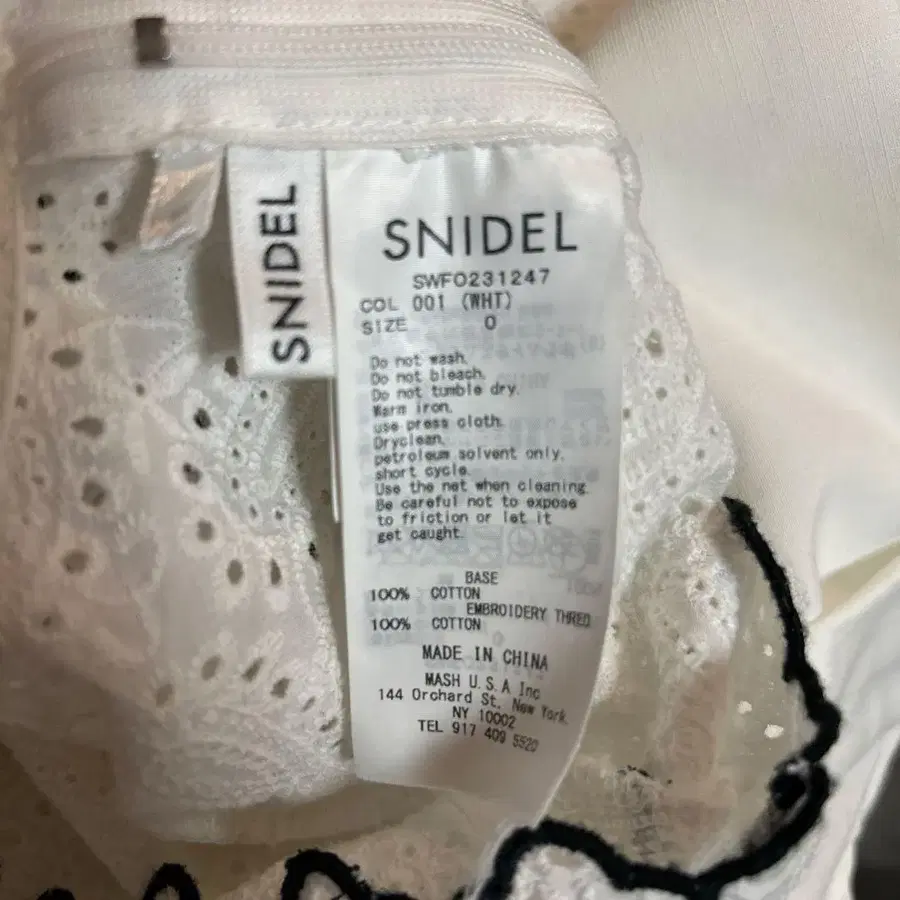 SNIDEL
SNIDEL
SWFO231247
COL 001 (WHT)
SIZE 0
Do not wash.
Do not bleach.
Do not tumble dry.
Warm iron.
use press cloth.
Dryclean.
petroleum solvent only.
short cycle.
Use the net when cleaning.
Be careful not to expose
to friction or let it
get caught.
BASE
100% COTTON
EMBROIDERY THRED
100% COTTON
MADE IN CHINA
MASH U.S.A Inc
144 Orchard St. New York.
NY 10002
TEL 917 409 5520